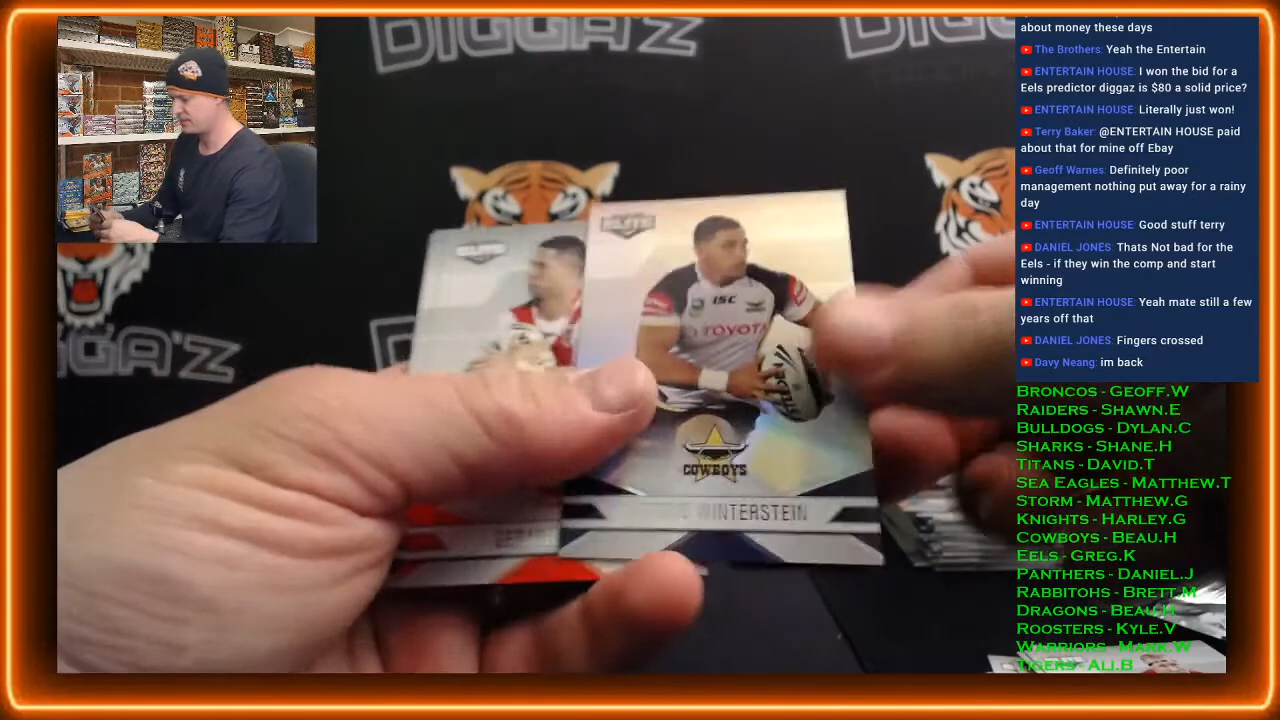 DIGGA'Z
about money these days
The Brothers: Yeah the Entertain
ENTERTAIN HOUSE: I won the bid for a
Eels predictor diggaz is $80 a solid price?
ENTERTAIN HOUSE: Literally just won!
Terry Baker: @ENTERTAIN HOUSE paid
about that for mine off Ebay
Geoff Warnes: Definitely poor
management nothing put away for a rainy
day
ENTERTAIN HOUSE: Good stuff terry
DANIEL JONES: Thats Not bad for the
Eels - if they win the comp and start
winning
ENTERTAIN HOUSE: Yeah mate still a few
years off that
DANIEL JONES: Fingers crossed
Davy Neang: im back
BRONCOS - GEOFF.W
RAIDERS - SHAWN.E
BULLDOGS - DYLAN.C
SHARKS - SHANE.H
TITANS - DAVID.T
SEA EAGLES - MATTHEW.T
STORM - MATTHEW.G
KNIGHTS - HARLEY.G
COWBOYS - BEAU.H
EELS - GREG.K
PANTHERS - DANIEL.J
RABBITOHS - BRETT.M
DRAGONS - BEAU.H
ROOSTERS - KYLE.V
WARRIORS - MARK.W
TIGERS - ALI.B
ELITE
ELITE
ISC
TOYOTA
COWBOYS
WINTERSTEIN
DIGGA'Z